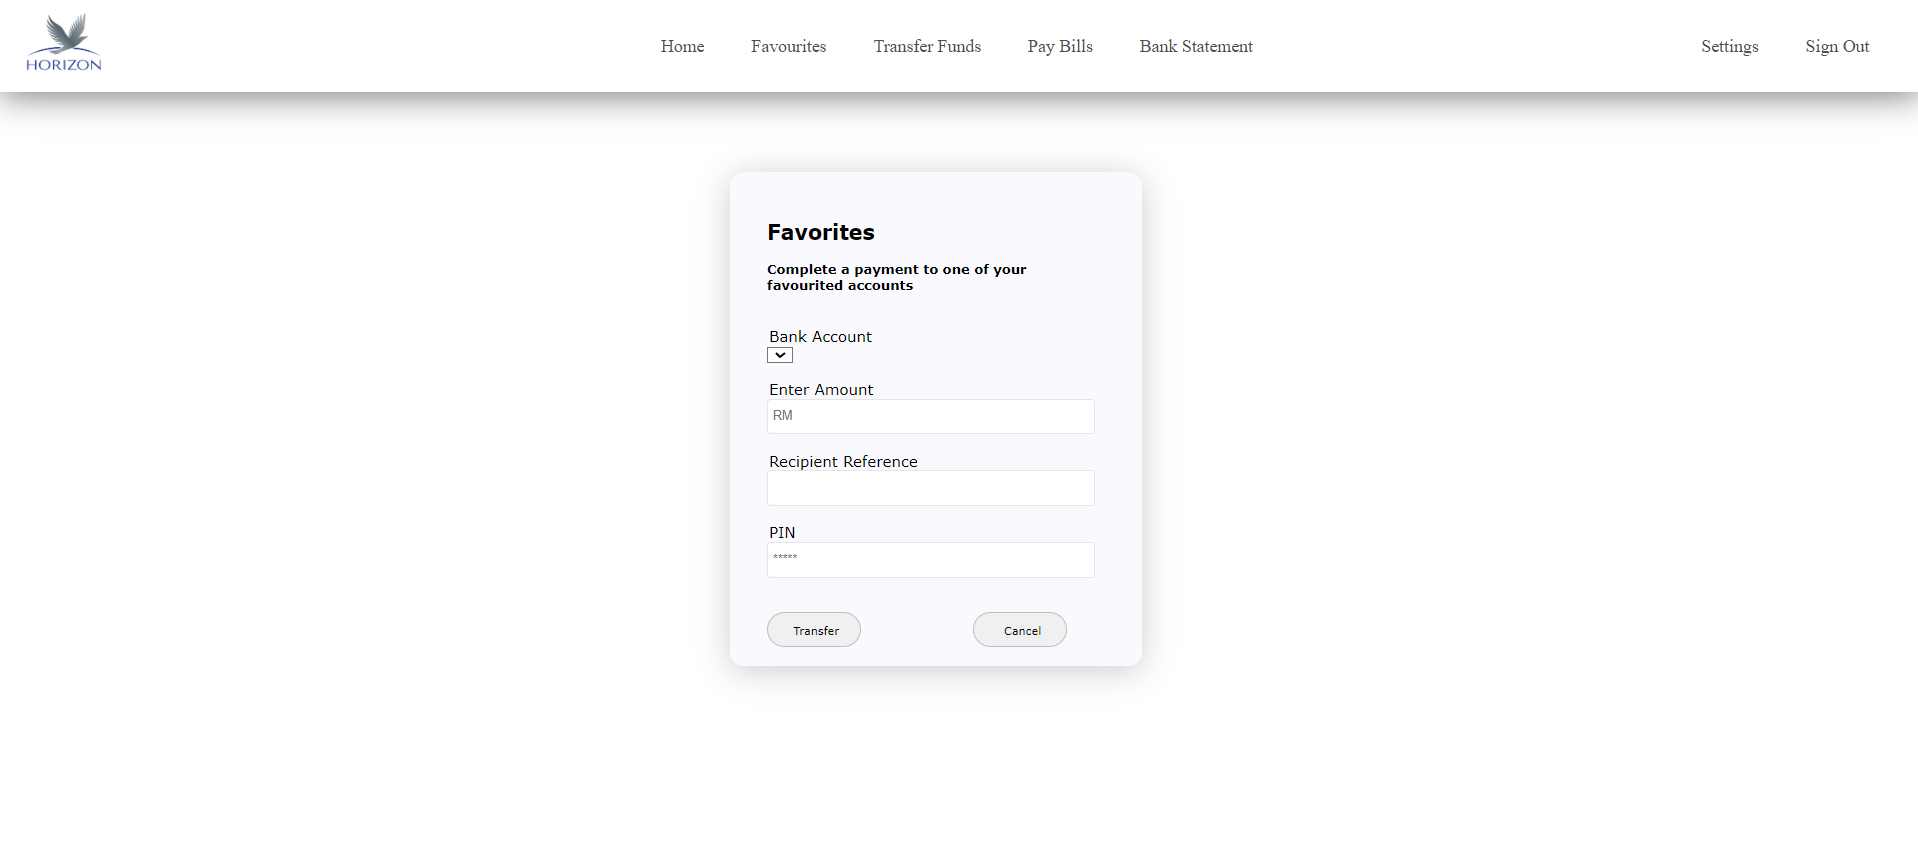 HORIZON
Home Favourites Transfer Funds Pay Bills Bank Statement Settings Sign Out
Favorites
Complete a payment to one of your
favourited accounts
Bank Account
Enter Amount
RM
Recipient Reference
PIN
*****
Transfer Cancel